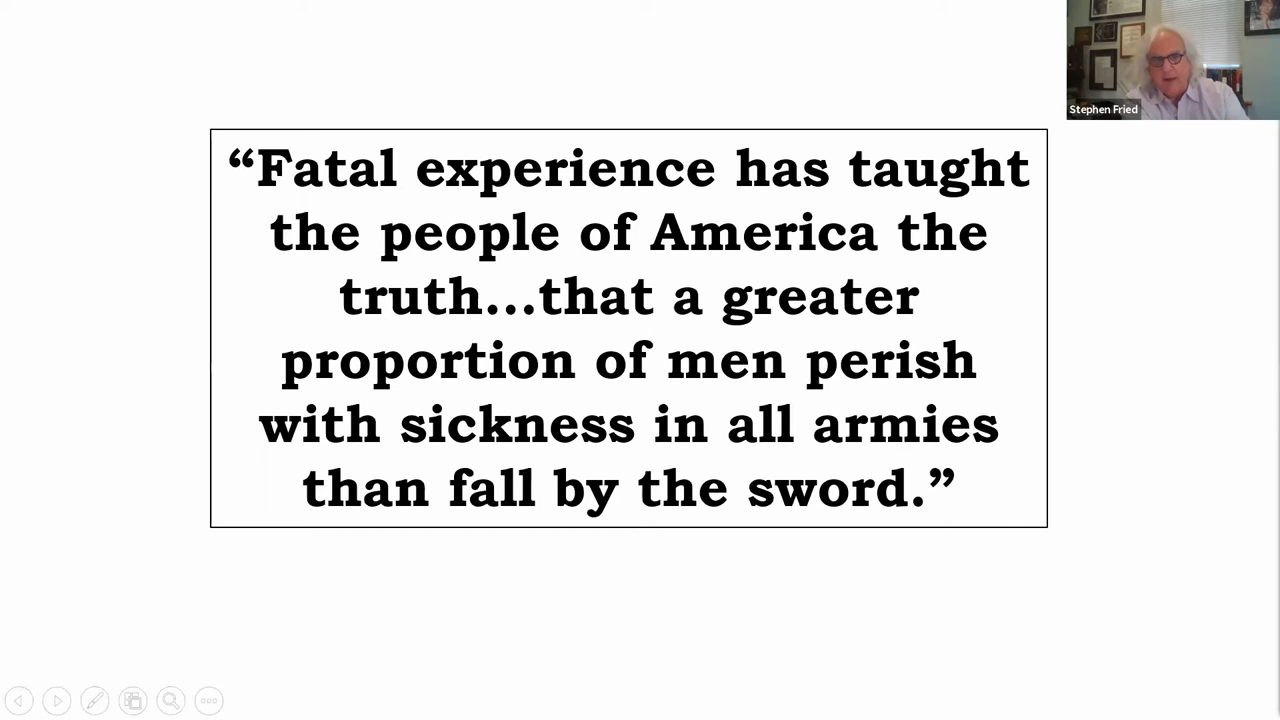 Stephen Fried
“Fatal experience has taught
the people of America the
truth...that a greater
proportion of men perish
with sickness in all armies
than fall by the sword.”